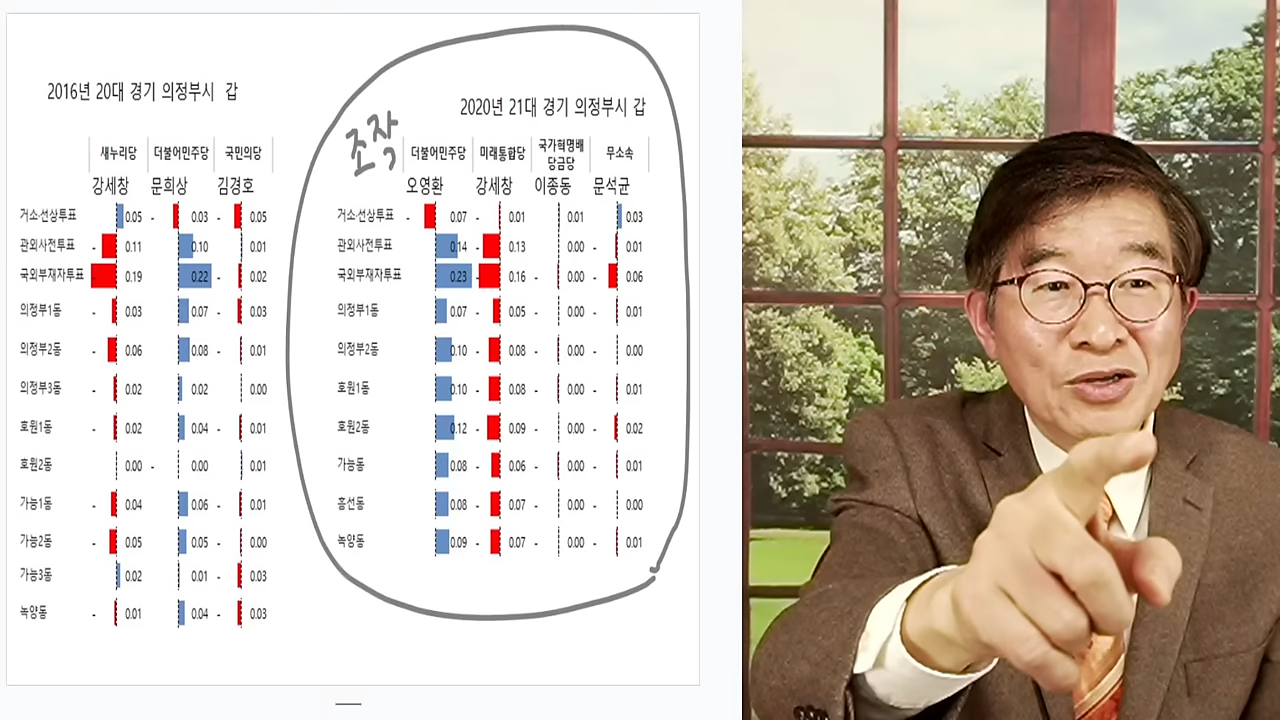 2016년 20대 경기 의정부시 갑
새누리당 더불어민주당 국민의당
강세창 문희상 김경호
거소·선상투표 0.05 - 0.03 - 0.05
관외사전투표 - 0.11 0.10 0.01
국외부재자투표 - 0.19 0.22 - 0.02
의정부1동 - 0.03 0.07 - 0.03
의정부2동 - 0.06 0.08 - 0.01
의정부3동 - 0.02 0.02 - 0.00
호원1동 - 0.02 0.04 - 0.01
호원2동 0.00 - 0.00 0.01
가능1동 - 0.04 0.06 - 0.01
가능2동 - 0.05 0.05 - 0.00
가능3동 0.02 0.01 - 0.03
녹양동 - 0.01 0.04 - 0.03
조작
2020년 21대 경기 의정부시 갑
더불어민주당 미래통합당 국가혁명배당금당 무소속
오영환 강세창 이종동 문석균
거소·선상투표 - 0.07 - 0.01 0.01 0.03
관외사전투표 0.14 - 0.13 0.00 - 0.01
국외부재자투표 0.23 - 0.16 - 0.00 - 0.06
의정부1동 0.07 - 0.05 - 0.00 - 0.01
의정부2동 0.10 - 0.08 - 0.00 - 0.00
호원1동 0.10 - 0.08 - 0.00 - 0.01
호원2동 0.12 - 0.09 - 0.00 - 0.02
가능동 0.08 - 0.06 - 0.00 - 0.01
흥선동 0.08 - 0.07 - 0.00 - 0.00
녹양동 0.09 - 0.07 - 0.00 - 0.01